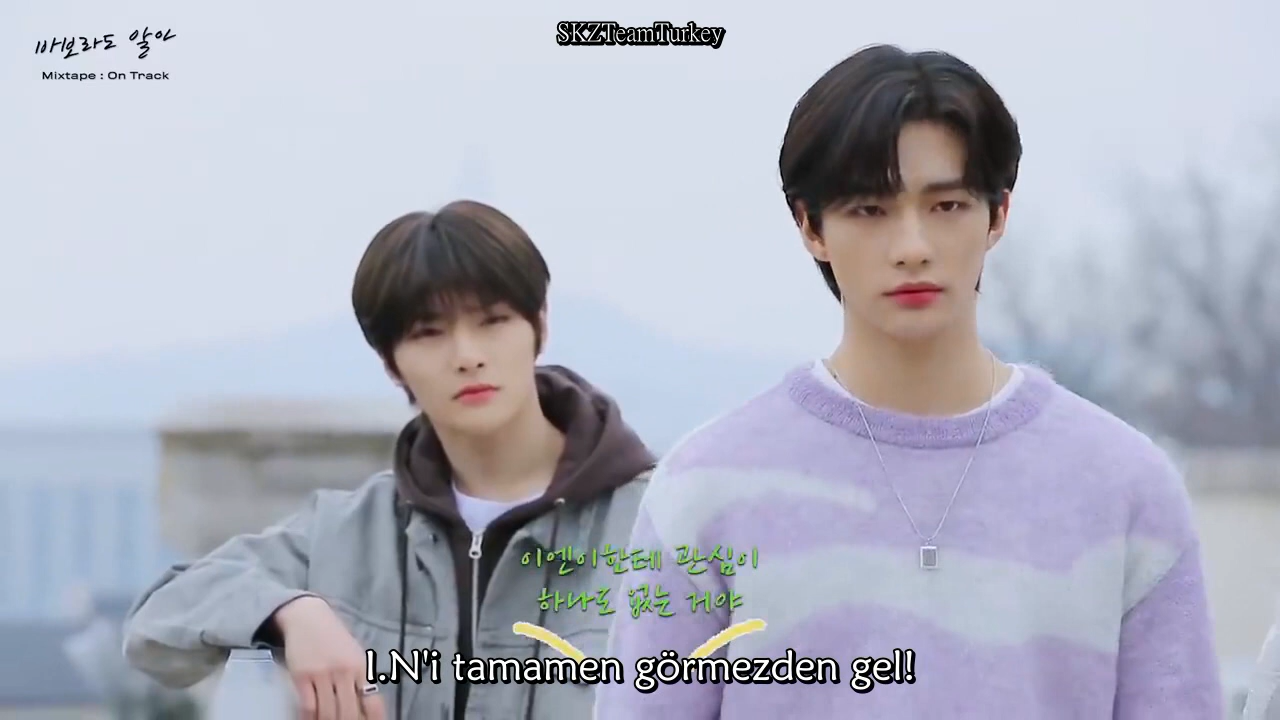 바보라도 알아
Mixtape : On Track
SKZTeamTurkey
이엔이한테 관심이
하나도 없는 거야
I.N'i tamamen görmezden gel!